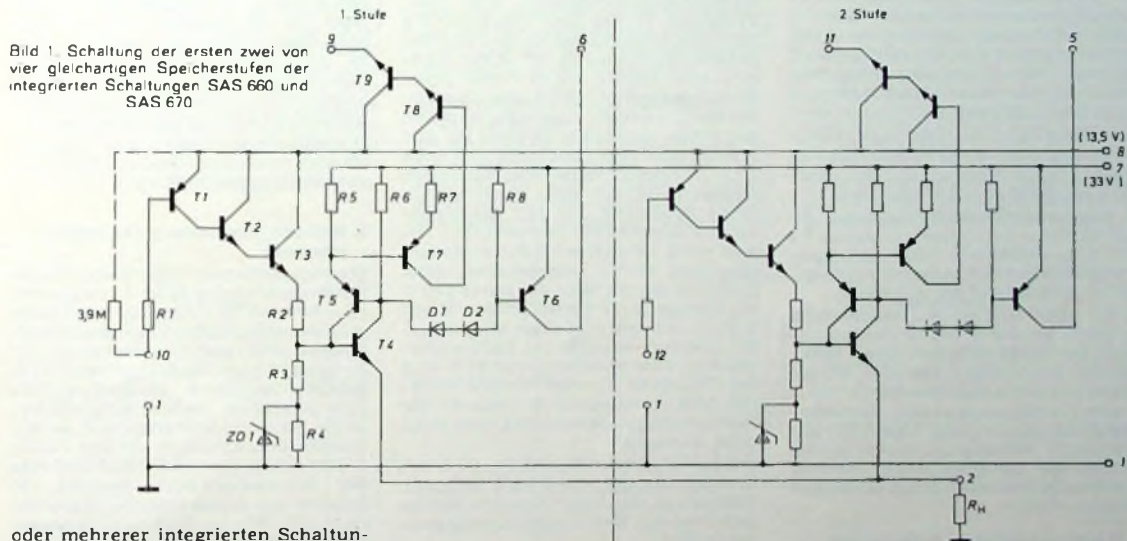 1. Stufe
2. Stufe
Bild 1. Schaltung der ersten zwei von
vier gleichartigen Speicherstufen der
integrierten Schaltungen SAS 660 und
SAS 670
9
6
11
5
T9
T8
(13,5 V)
8
7
(33 V)
T1
R5
R6
R7
R8
T2
T3
T7
T5
T6
3,9M
R1
R2
D1
D2
10
T4
12
R3
1
1
ZD1
R4
1
2
RH
oder mehrerer integrierten Schaltun-